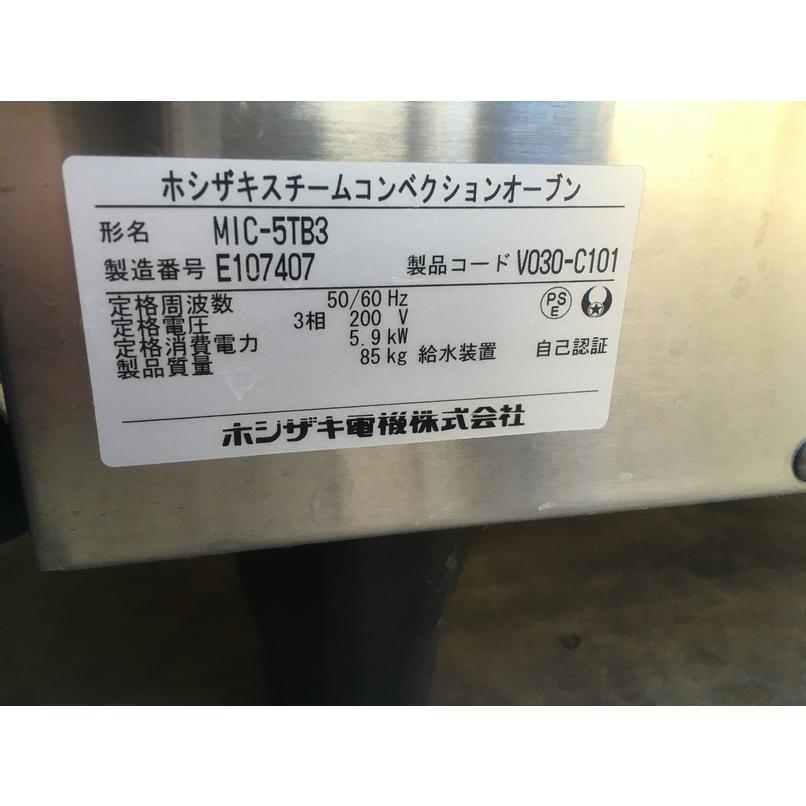 ホシザキスチームコンベクションオーブン
形名 MIC-5TB3
製造番号 E107407 製品コード V030-C101
定格周波数 50/60 Hz
定格電圧 3相 200 V
定格消費電力 5.9 kW
製品質量 85kg 給水装置 自己認証
PS
E
ホシザキ電機株式会社